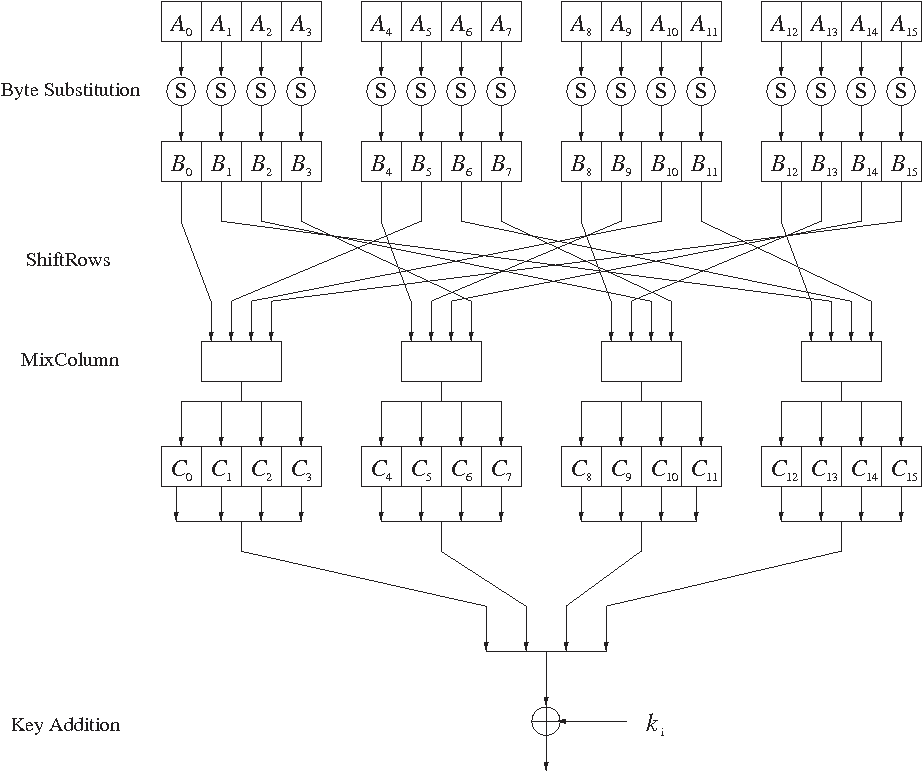 A0 A1 A2 A3 A4 A5 A6 A7 A8 A9 A10 A11 A12 A13 A14 A15
Byte Substitution S S S S S S S S S S S S S S S S
B0 B1 B2 B3 B4 B5 B6 B7 B8 B9 B10 B11 B12 B13 B14 B15
ShiftRows
MixColumn
C0 C1 C2 C3 C4 C5 C6 C7 C8 C9 C10 C11 C12 C13 C14 C15
Key Addition ki